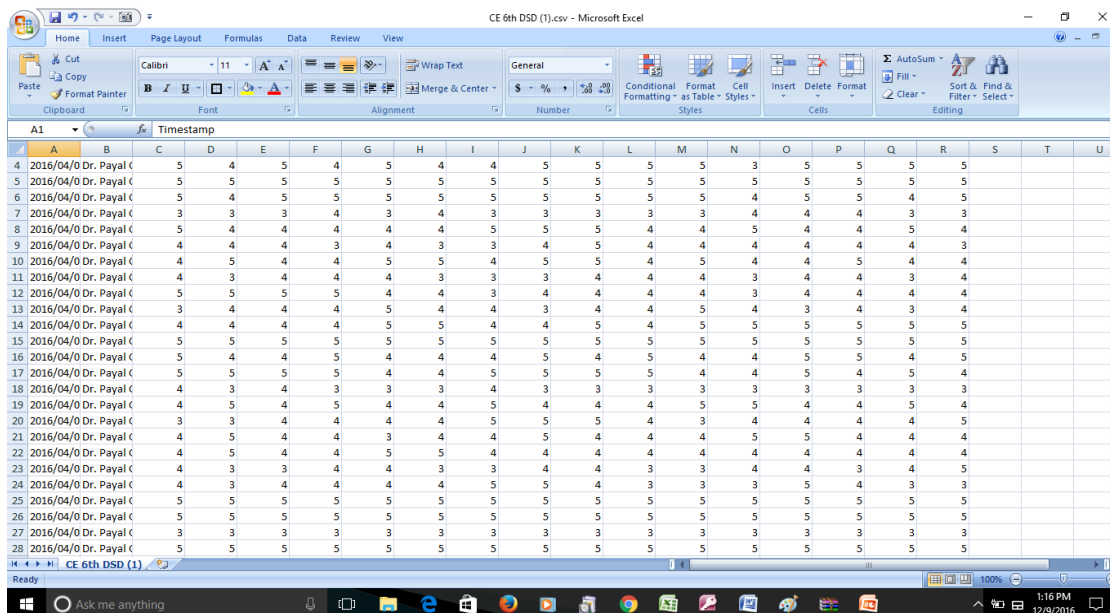 CE 6th DSD (1).csv - Microsoft Excel
Home Insert Page Layout Formulas Data Review View
Paste Cut Copy Format Painter Clipboard
Calibri 11 A A B I U A Font
Wrap Text Merge & Center Alignment
General $ % , .0 .00 .00 .0 Number
Conditional Formatting Format as Table Cell Styles Styles
Insert Delete Format Cells
Σ AutoSum Fill Clear Sort & Filter Find & Select Editing
A1 fx Timestamp
A B C D E F G H I J K L M N O P Q R S T U
4 2016/04/0 Dr. Payal 5 4 5 4 5 4 4 5 5 5 5 3 5 5 5 5
5 2016/04/0 Dr. Payal 5 5 5 5 5 5 5 5 5 5 5 5 5 5 5 5
6 2016/04/0 Dr. Payal 5 4 5 5 5 5 5 5 5 5 5 4 5 5 4 5
7 2016/04/0 Dr. Payal 3 3 3 4 3 4 3 3 3 3 3 4 4 4 3 3
8 2016/04/0 Dr. Payal 5 4 4 4 4 4 5 5 5 4 4 5 4 4 5 4
9 2016/04/0 Dr. Payal 4 4 4 3 4 3 3 4 5 4 4 4 4 4 4 3
10 2016/04/0 Dr. Payal 4 5 4 4 5 5 4 5 5 4 5 4 4 5 4 4
11 2016/04/0 Dr. Payal 4 3 4 4 4 3 3 3 4 4 4 3 4 4 3 4
12 2016/04/0 Dr. Payal 5 5 5 5 4 4 3 4 4 4 4 3 4 4 4 4
13 2016/04/0 Dr. Payal 3 4 4 4 5 4 4 3 4 4 5 4 3 4 3 4
14 2016/04/0 Dr. Payal 4 4 4 5 5 5 4 4 5 4 5 5 5 5 5 5
15 2016/04/0 Dr. Payal 5 5 5 5 5 5 5 5 5 5 5 5 5 5 5 5
16 2016/04/0 Dr. Payal 5 4 4 5 4 4 4 5 4 5 4 4 5 5 4 5
17 2016/04/0 Dr. Payal 5 5 5 5 4 4 5 5 5 5 4 4 5 4 5 4
18 2016/04/0 Dr. Payal 4 3 4 3 3 3 4 3 3 3 3 3 3 3 3 3
19 2016/04/0 Dr. Payal 4 5 4 5 4 4 5 4 4 4 5 5 4 4 5 4
20 2016/04/0 Dr. Payal 3 3 4 4 4 4 5 5 5 4 3 4 4 4 4 5
21 2016/04/0 Dr. Payal 4 5 4 4 3 4 4 5 4 4 4 5 5 4 4 4
22 2016/04/0 Dr. Payal 4 5 4 4 5 5 4 4 4 4 4 4 4 4 4 4
23 2016/04/0 Dr. Payal 4 3 3 4 4 3 3 4 4 3 3 4 4 3 4 5
24 2016/04/0 Dr. Payal 4 3 4 4 4 4 5 5 4 3 3 3 5 4 3 3
25 2016/04/0 Dr. Payal 5 5 5 5 5 5 5 5 5 5 5 5 5 5 5 5
26 2016/04/0 Dr. Payal 5 5 5 5 5 5 5 5 5 5 5 5 5 5 5 5
27 2016/04/0 Dr. Payal 3 3 3 3 3 3 3 3 3 3 3 3 3 3 3 3
28 2016/04/0 Dr. Payal 5 5 5 5 5 5 5 5 5 5 5 5 5 5 5 5
CE 6th DSD (1)
Ready 100%
Ask me anything 1:16 PM
12/9/2016